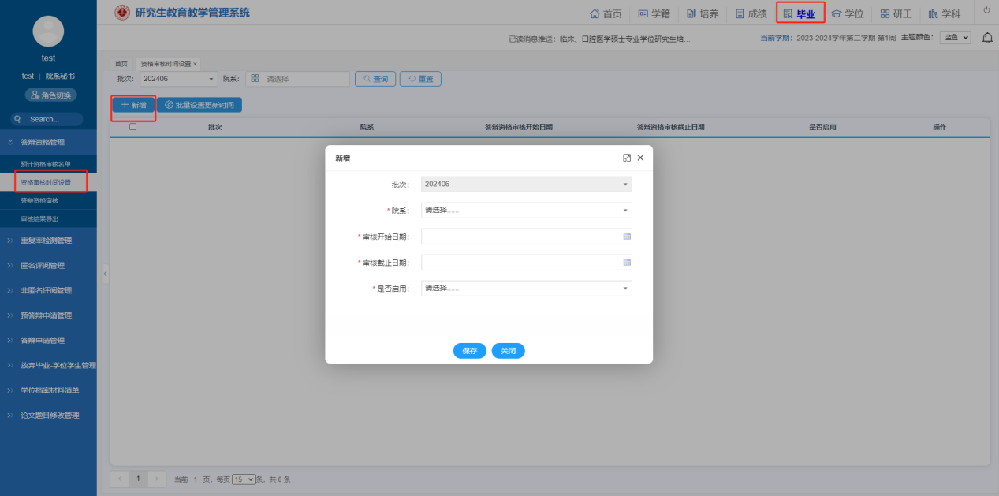 研究生教育教学管理系统
首页 学籍 培养 成绩 毕业 学位 研工 学科
test
test | 院系秘书
角色切换
Search...
已读消息推送：临床、口腔医学硕士专业学位研究生培...
当前学期：2023-2024学年第二学期 第1周 主题颜色： 蓝色
首页 资格审核时间设置 ×
批次： 202406 院系： 请选择 查询 重置
新增 批量设置更新时间
批次 院系 答辩资格审核开始日期 答辩资格审核截止日期 是否启用 操作
答辩资格管理
预计资格审核名单
资格审核时间设置
答辩资格审核
审核结果导出
重复率检测管理
匿名评阅管理
非匿名评阅管理
预答辩申请管理
答辩申请管理
放弃毕业-学位学生管理
学位档案材料清单
论文题目修改管理
新增
批次： 202406
* 院系： 请选择......
* 审核开始日期：
* 审核截止日期：
* 是否启用： 请选择......
保存 关闭
1 当前 1 页，每页 15 条，共 0 条